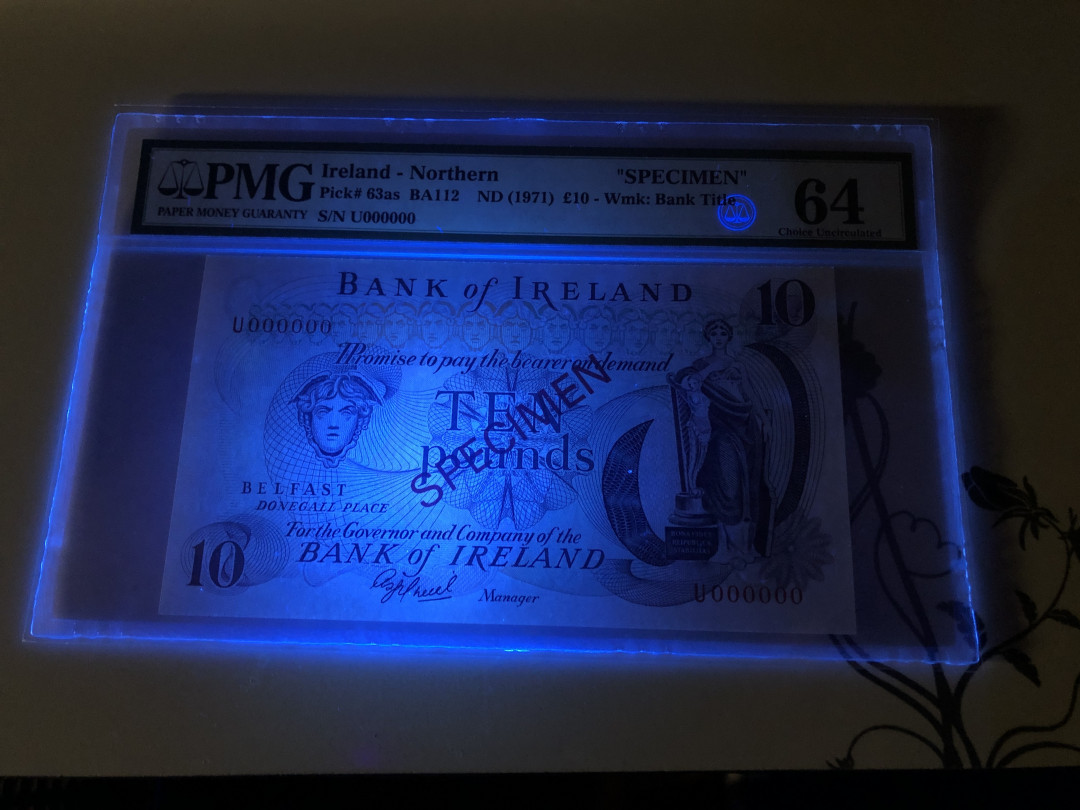 PMG
PAPER MONEY GUARANTY
Ireland - Northern
"SPECIMEN"
Pick# 63as BA112 ND (1971) £10 - Wmk: Bank Title
S/N U000000
64
Choice Uncirculated
BANK of IRELAND
10
U000000
I Promise to pay the bearer on demand
TEN
pounds
SPECIMEN
BELFAST
DONEGALL PLACE
For the Governor and Company of the
BANK of IRELAND
10
Manager
U000000